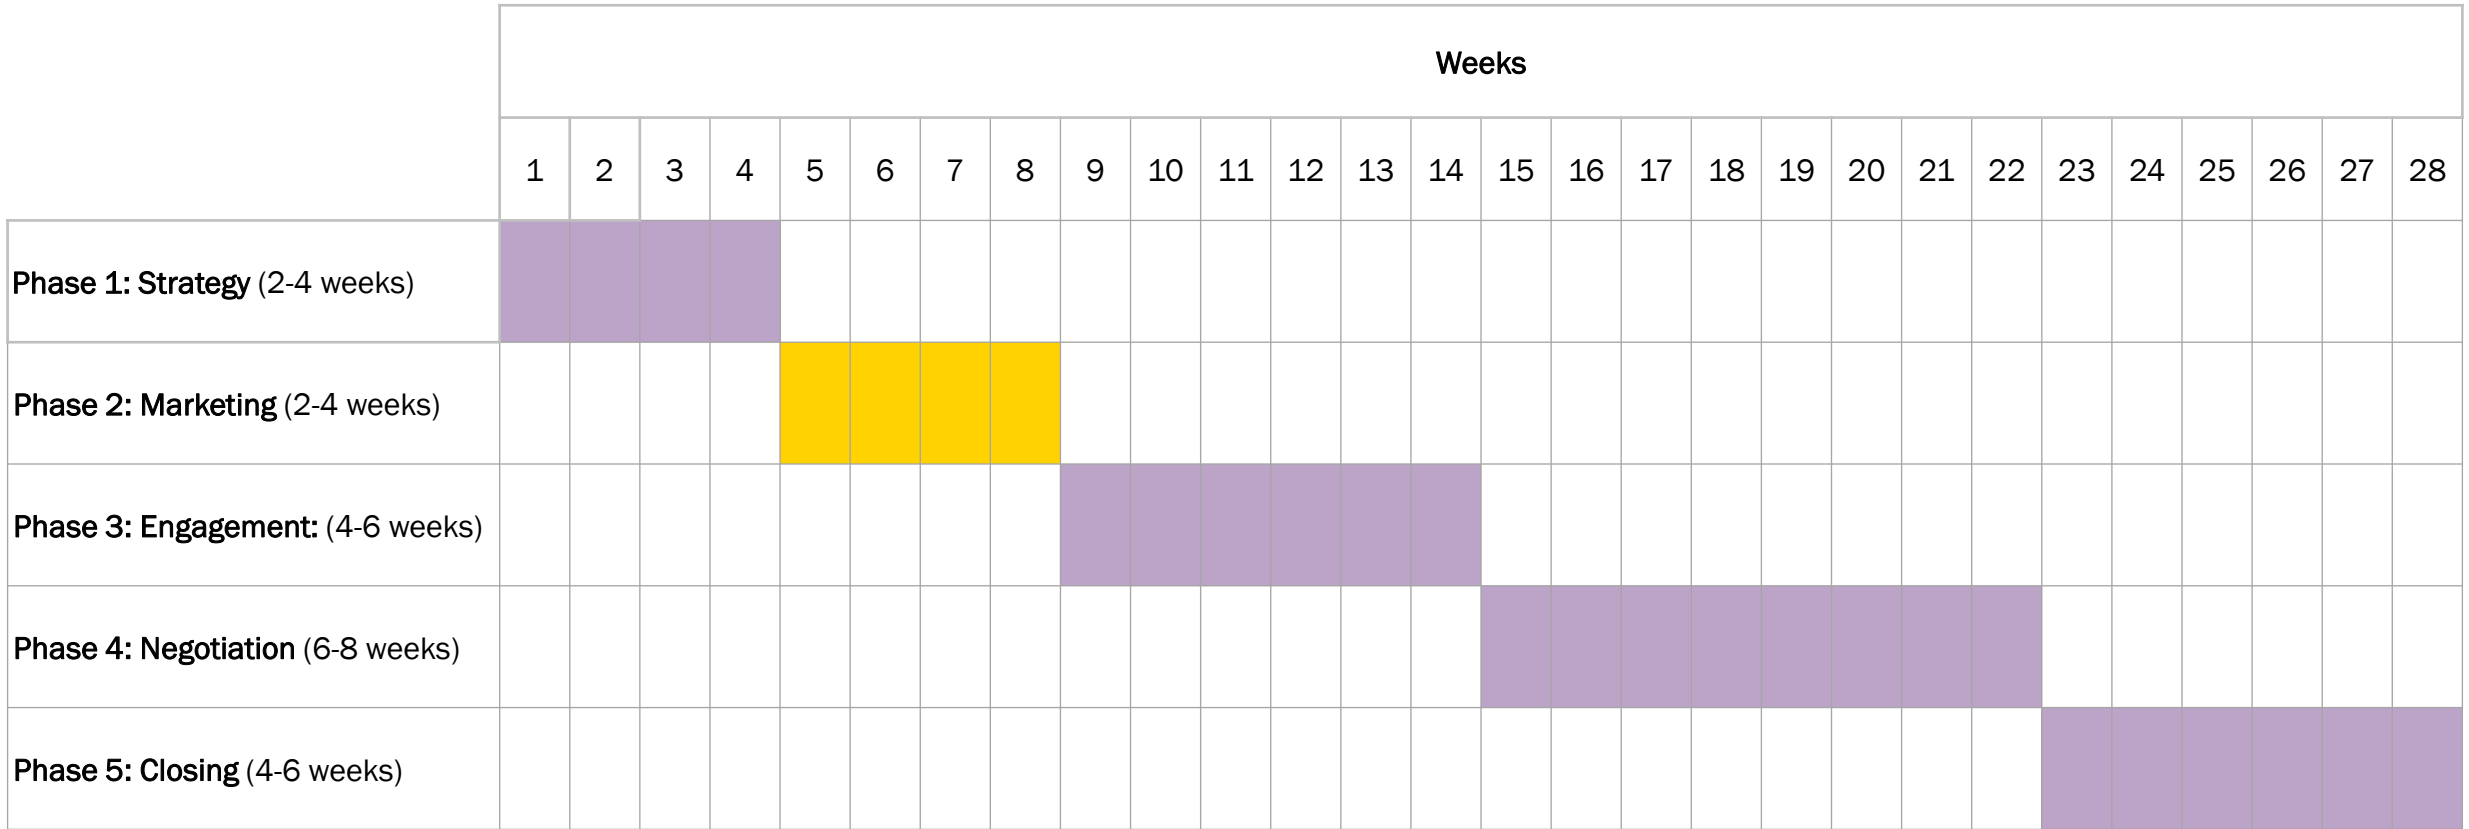 Weeks
1 2 3 4 5 6 7 8 9 10 11 12 13 14 15 16 17 18 19 20 21 22 23 24 25 26 27 28
Phase 1: Strategy (2-4 weeks)
Phase 2: Marketing (2-4 weeks)
Phase 3: Engagement: (4-6 weeks)
Phase 4: Negotiation (6-8 weeks)
Phase 5: Closing (4-6 weeks)